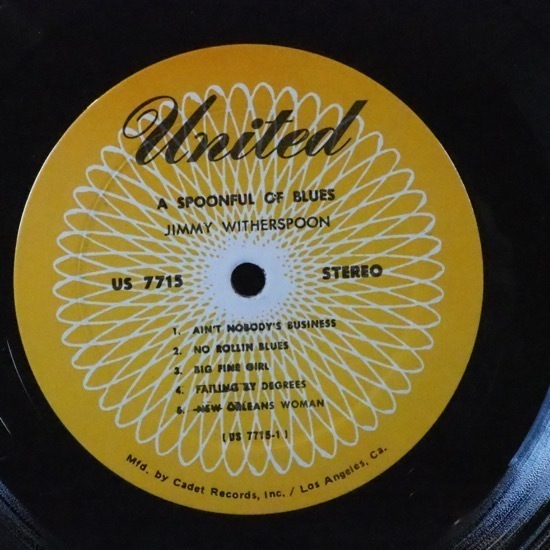 United
A SPOONFUL OF BLUES
JIMMY WITHERSPOON
US 7715 STEREO
1. AIN'T NOBODY'S BUSINESS
2. NO ROLLIN BLUES
3. BIG FINE GIRL
4. FAILING BY DEGREES
5. NEW ORLEANS WOMAN
(US 7715-1)
Mfd. by Cadet Records, Inc. / Los Angeles, Ca.